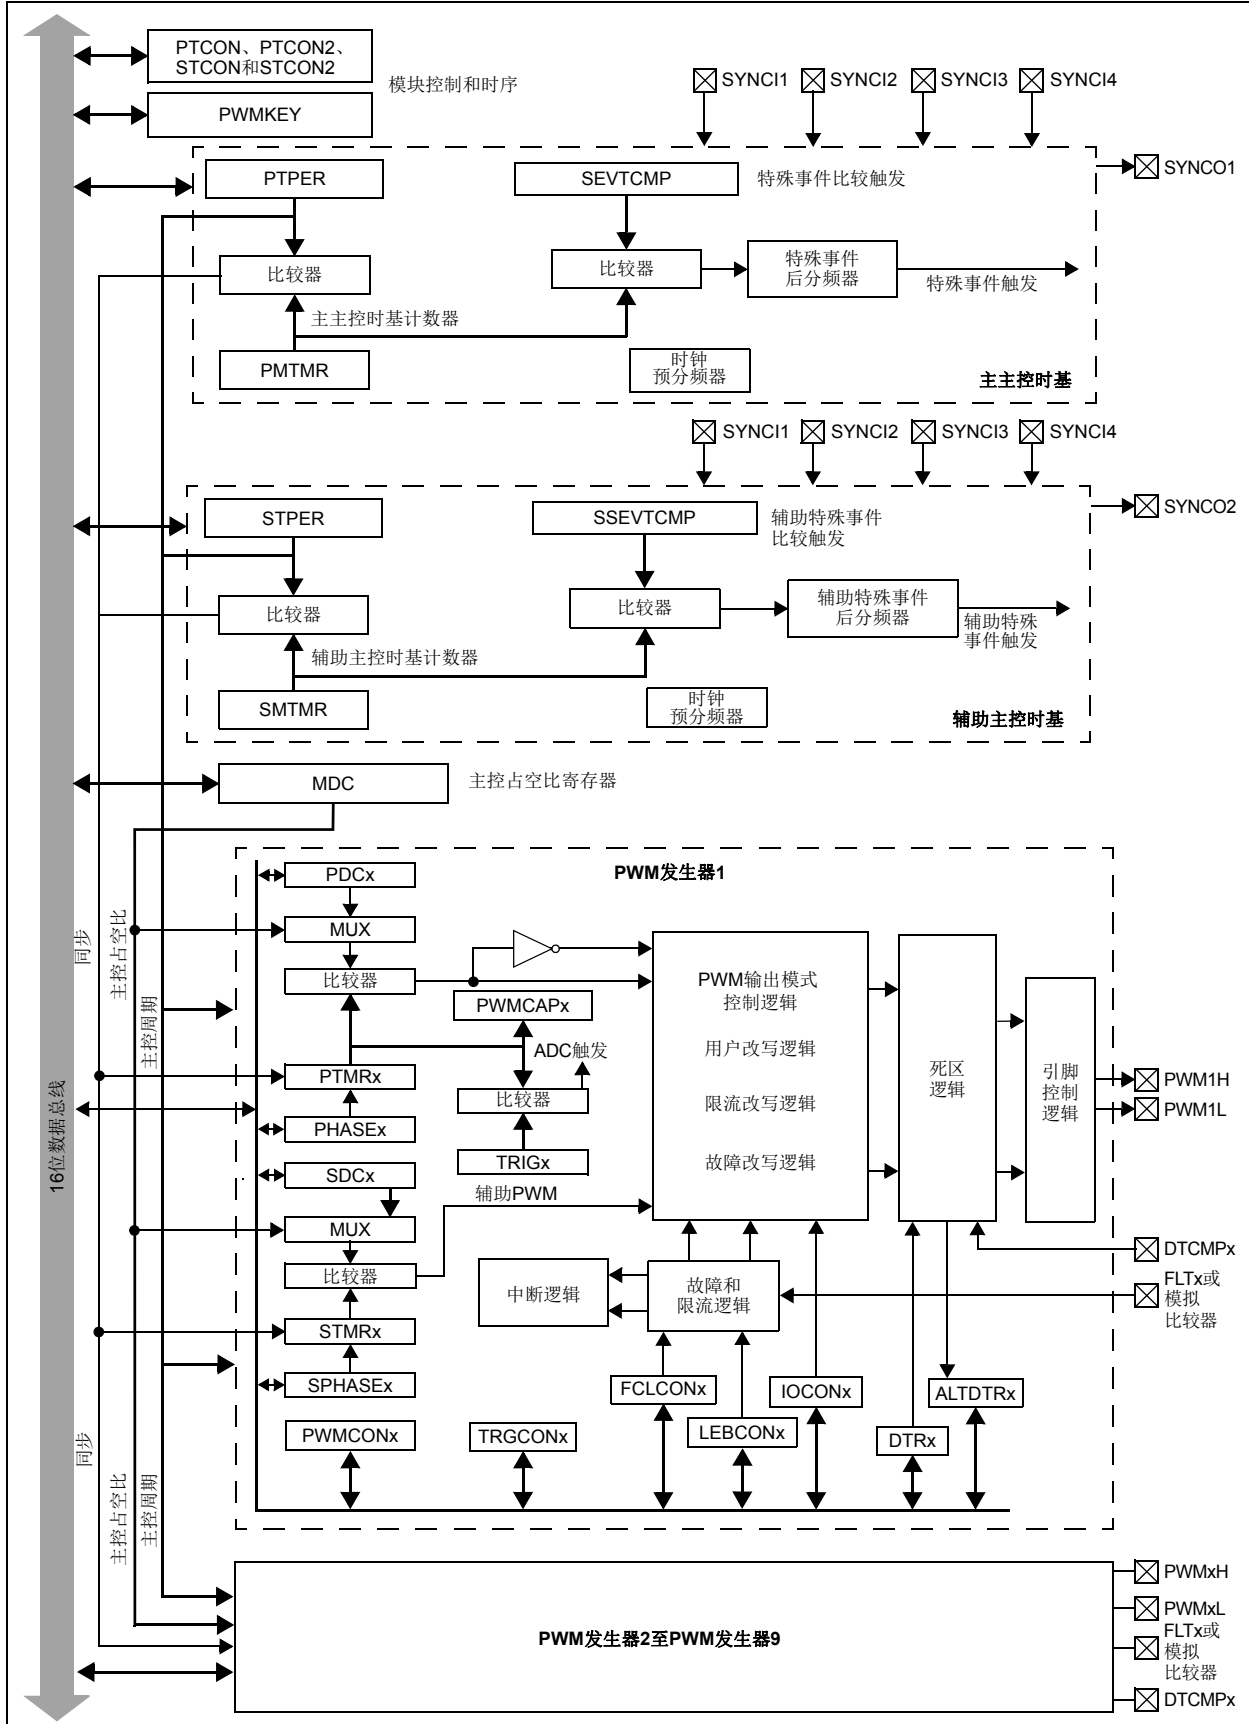 PTCON、PTCON2、
STCON和STCON2
模块控制和时序
PWMKEY
SYNCI1
SYNCI2
SYNCI3
SYNCI4
SYNCO1
PTPER
SEVTCMP
特殊事件比较触发
比较器
比较器
特殊事件
后分频器
特殊事件触发
主主控时基计数器
PMTMR
时钟
预分频器
主主控时基
SYNCI1
SYNCI2
SYNCI3
SYNCI4
SYNCO2
STPER
SSEVTCMP
辅助特殊事件
比较触发
比较器
比较器
辅助特殊事件
后分频器
辅助特殊
事件触发
辅助主控时基计数器
SMTMR
时钟
预分频器
辅助主控时基
MDC
主控占空比寄存器
PWM发生器1
PDCx
MUX
比较器
PWMCAPx
ADC触发
PTMRx
比较器
PHASEx
TRIGx
SDCx
辅助PWM
MUX
比较器
STMRx
SPHASEx
PWMCONx
TRGCONx
PWM输出模式
控制逻辑
用户改写逻辑
限流改写逻辑
故障改写逻辑
死区
逻辑
引脚
控制
逻辑
PWM1H
PWM1L
DTCMPx
FLTx或
模拟
比较器
中断逻辑
故障和
限流逻辑
FCLCONx
LEBCONx
IOCONx
DTRx
ALTDTRx
同步
主控占空比
主控周期
16位数据总线
同步
主控占空比
主控周期
PWM发生器2至PWM发生器9
PWMxH
PWMxL
FLTx或
模拟
比较器
DTCMPx